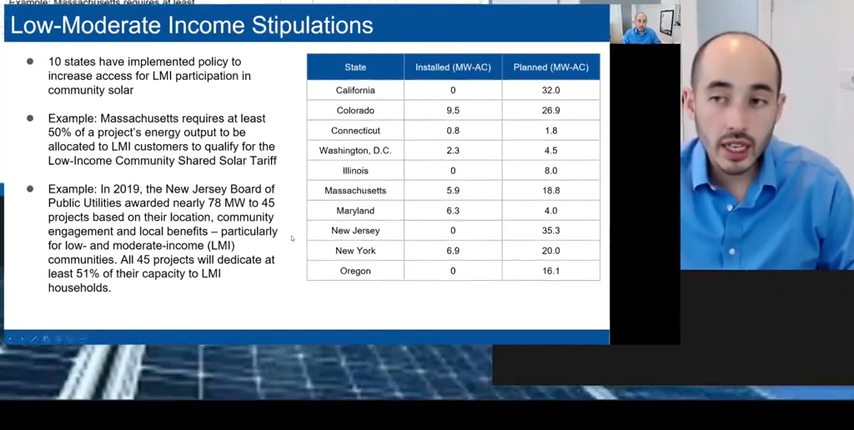 Example: Massachusetts requires at least
Low-Moderate Income Stipulations
10 states have implemented policy to
increase access for LMI participation in
community solar
Example: Massachusetts requires at least
50% of a project's energy output to be
allocated to LMI customers to qualify for the
Low-Income Community Shared Solar Tariff
Example: In 2019, the New Jersey Board of
Public Utilities awarded nearly 78 MW to 45
projects based on their location, community
engagement and local benefits – particularly
for low- and moderate-income (LMI)
communities. All 45 projects will dedicate at
least 51% of their capacity to LMI
households.
State Installed (MW-AC) Planned (MW-AC)
California 0 32.0
Colorado 9.5 26.9
Connecticut 0.8 1.8
Washington, D.C. 2.3 4.5
Illinois 0 8.0
Massachusetts 5.9 18.8
Maryland 6.3 4.0
New Jersey 0 35.3
New York 6.9 20.0
Oregon 0 16.1